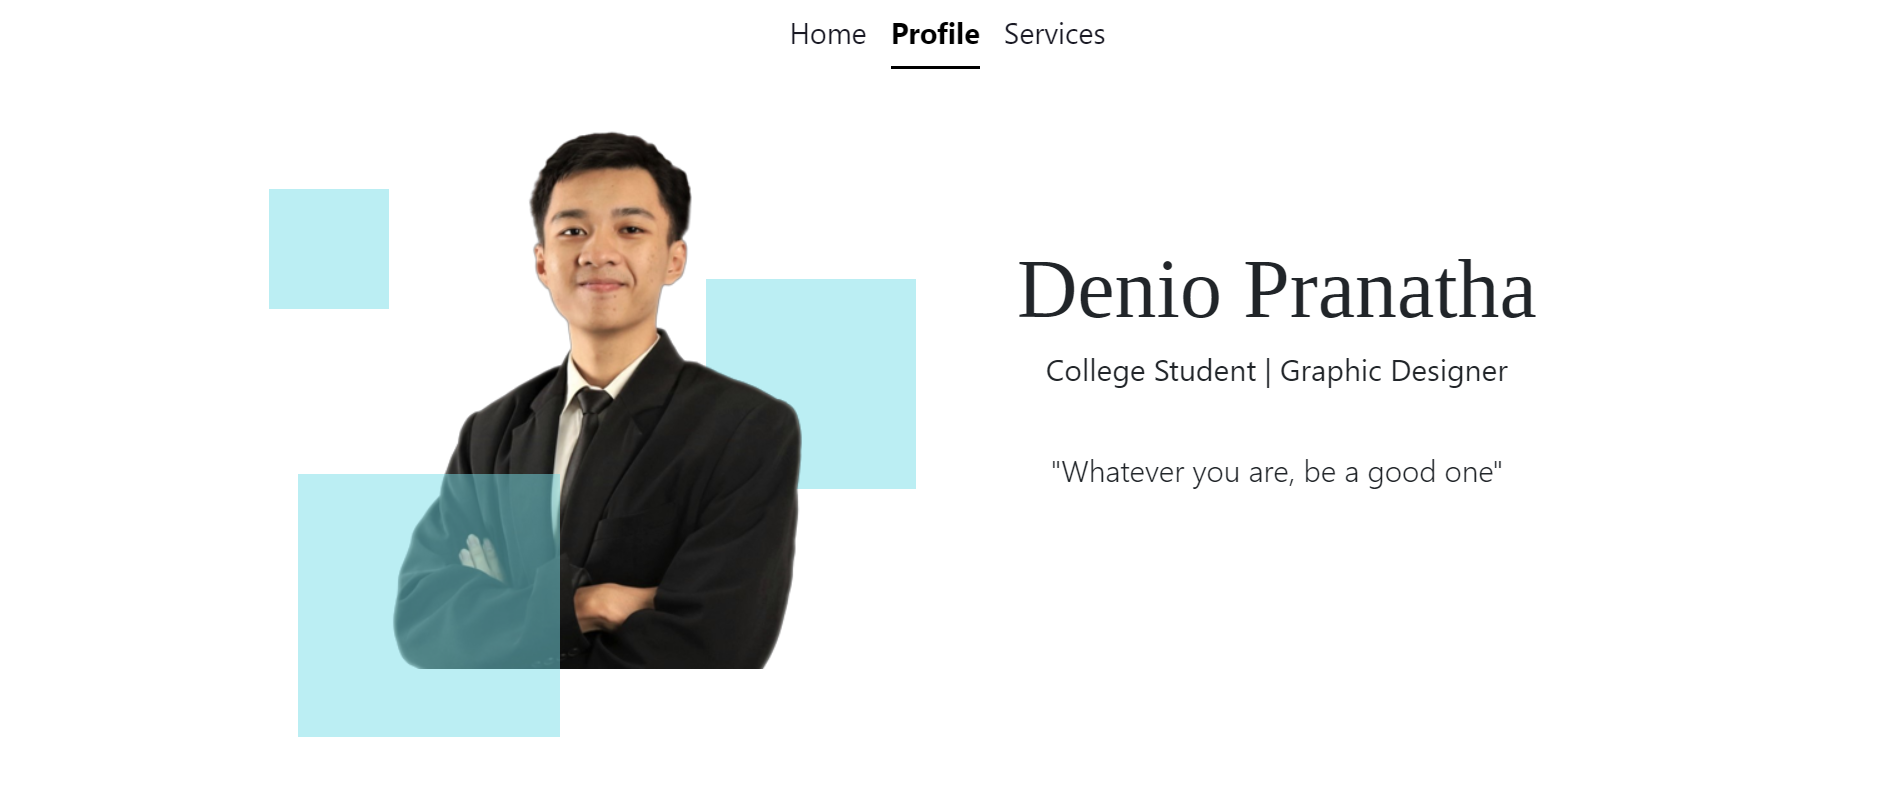 Home Profile Services
Denio Pranatha
College Student | Graphic Designer
"Whatever you are, be a good one"